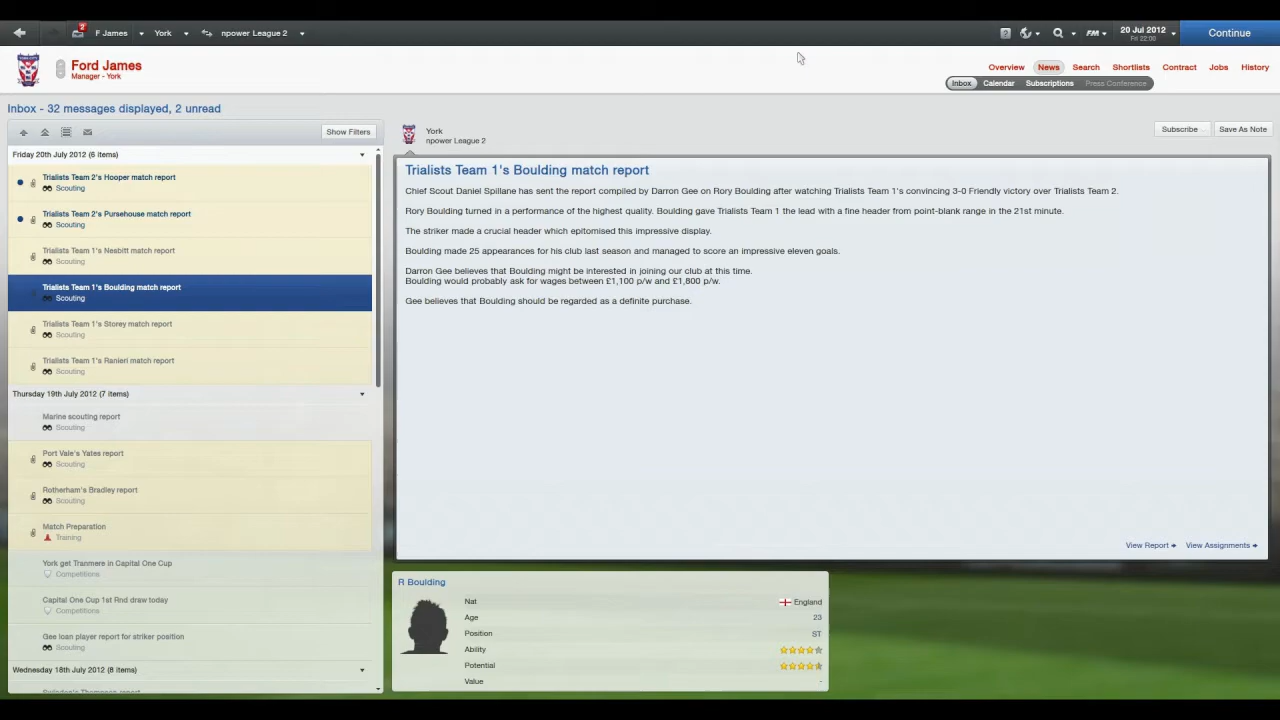 2
F James
York
npower League 2
FM
20 Jul 2012
Fri 22:00
Continue
Ford James
Manager - York
Overview
News
Search
Shortlists
Contract
Jobs
History
Inbox
Calendar
Subscriptions
Press Conference
Inbox - 32 messages displayed, 2 unread
Show Filters
Friday 20th July 2012 (6 items)
Trialists Team 2's Hooper match report
Scouting
Trialists Team 2's Pursehouse match report
Scouting
Trialists Team 1's Nesbitt match report
Scouting
Trialists Team 1's Boulding match report
Scouting
Trialists Team 1's Storey match report
Scouting
Trialists Team 1's Ranieri match report
Scouting
Thursday 19th July 2012 (7 items)
Marine scouting report
Scouting
Port Vale's Yates report
Scouting
Rotherham's Bradley report
Scouting
Match Preparation
Training
York get Tranmere in Capital One Cup
Competitions
Capital One Cup 1st Rnd draw today
Competitions
Gee loan player report for striker position
Scouting
Wednesday 18th July 2012 (8 items)
York
npower League 2
Subscribe
Save As Note
Trialists Team 1's Boulding match report
Chief Scout Daniel Spillane has sent the report compiled by Darron Gee on Rory Boulding after watching Trialists Team 1's convincing 3-0 Friendly victory over Trialists Team 2.
Rory Boulding turned in a performance of the highest quality. Boulding gave Trialists Team 1 the lead with a fine header from point-blank range in the 21st minute.
The striker made a crucial header which epitomised this impressive display.
Boulding made 25 appearances for his club last season and managed to score an impressive eleven goals.
Darron Gee believes that Boulding might be interested in joining our club at this time.
Boulding would probably ask for wages between £1,100 p/w and £1,800 p/w.
Gee believes that Boulding should be regarded as a definite purchase.
View Report
View Assignments
R Boulding
Nat England
Age 23
Position ST
Ability
Potential
Value -